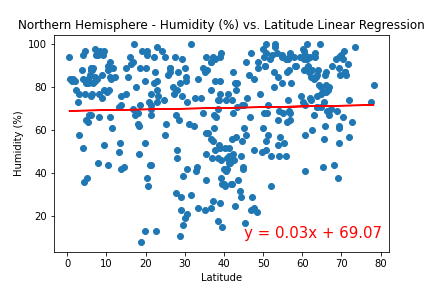 Northern Hemisphere - Humidity (%) vs. Latitude Linear Regression
100
80
60
40
20
Humidity (%)
y = 0.03x + 69.07
0 10 20 30 40 50 60 70 80
Latitude